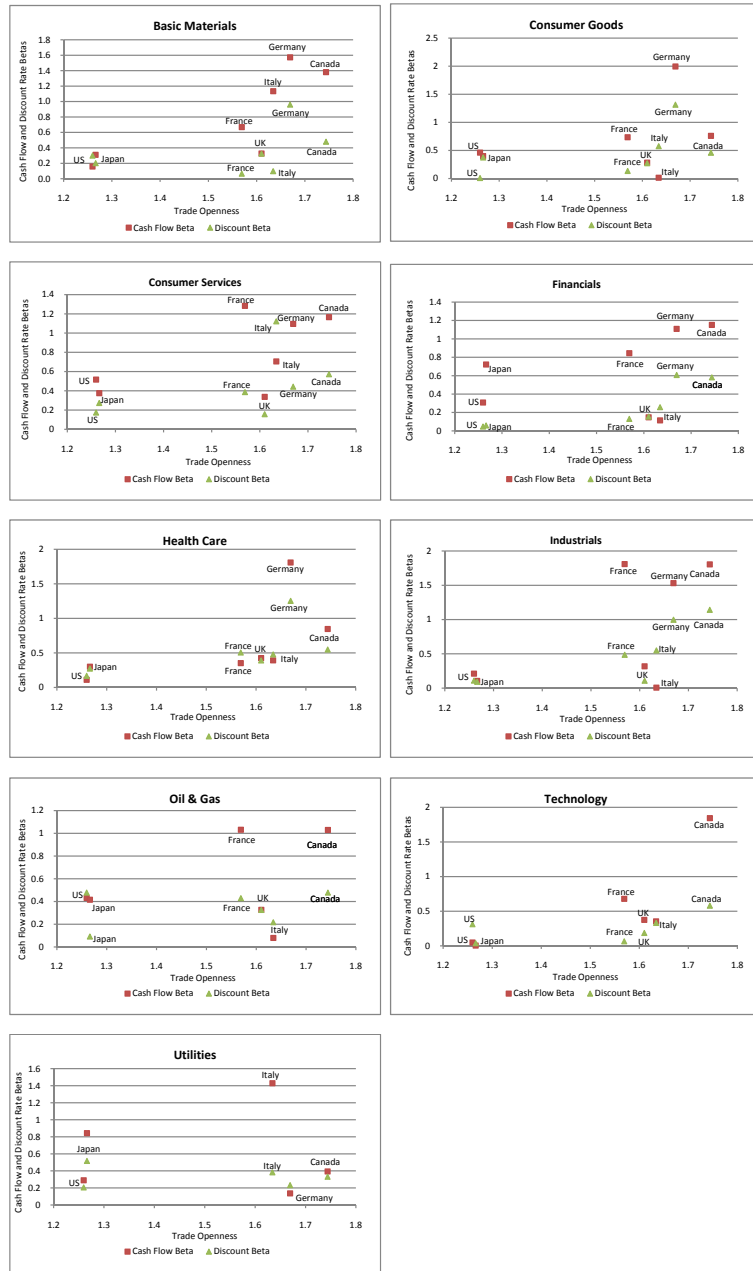 Basic Materials
Cash Flow and Discount Rate Betas
1.8
1.6
1.4
1.2
1.0
0.8
0.6
0.4
0.2
0.0
Germany
Canada
Italy
Germany
France
UK
Canada
US
Japan
France
Italy
1.2 1.3 1.4 1.5 1.6 1.7 1.8
Trade Openness
Cash Flow Beta Discount Beta
Consumer Goods
Cash Flow and Discount Rate Betas
2.5
2
1.5
1
0.5
0
Germany
Germany
France
Italy
US
UK
Canada
Japan
France
US
Italy
1.2 1.3 1.4 1.5 1.6 1.7 1.8
Trade Openness
Cash Flow Beta Discount Beta
Consumer Services
Cash Flow and Discount Rate Betas
1.4
1.2
1
0.8
0.6
0.4
0.2
0
France
Canada
Germany
Italy
Italy
US
Canada
Japan
France
Germany
UK
US
1.2 1.3 1.4 1.5 1.6 1.7 1.8
Trade Openness
Cash Flow Beta Discount Beta
Financials
Cash Flow and Discount Rate Betas
1.4
1.2
1
0.8
0.6
0.4
0.2
0
Germany
Canada
France
Japan
Germany
Canada
US
UK
Italy
US
Japan
France
1.2 1.3 1.4 1.5 1.6 1.7 1.8
Trade Openness
Cash Flow Beta Discount Beta
Health Care
Cash Flow and Discount Rate Betas
2
1.5
1
0.5
0
Germany
Germany
Canada
France
UK
Italy
Japan
France
US
1.2 1.3 1.4 1.5 1.6 1.7 1.8
Trade Openness
Cash Flow Beta Discount Beta
Industrials
Cash Flow and Discount Rate Betas
2
1.5
1
0.5
0
France
Germany
Canada
Germany
Canada
France
Italy
US
Japan
UK
Italy
1.2 1.3 1.4 1.5 1.6 1.7 1.8
Trade Openness
Cash Flow Beta Discount Beta
Oil & Gas
Cash Flow and Discount Rate Betas
1.2
1
0.8
0.6
0.4
0.2
0
France
Canada
US
Japan
UK
Canada
France
Italy
Japan
1.2 1.3 1.4 1.5 1.6 1.7 1.8
Trade Openness
Cash Flow Beta Discount Beta
Technology
Cash Flow and Discount Rate Betas
2
1.5
1
0.5
0
Canada
France
Canada
US
UK
Italy
France
US
Japan
UK
1.2 1.3 1.4 1.5 1.6 1.7 1.8
Trade Openness
Cash Flow Beta Discount Beta
Utilities
Cash Flow and Discount Rate Betas
1.6
1.4
1.2
1
0.8
0.6
0.4
0.2
0
Italy
Japan
Italy
Canada
US
Germany
1.2 1.3 1.4 1.5 1.6 1.7 1.8
Trade Openness
Cash Flow Beta Discount Beta